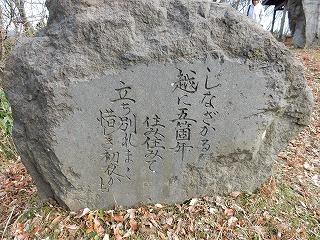 しなざかる
越に五箇年
住み住みて
立ち別れまく
惜しき初夜かも